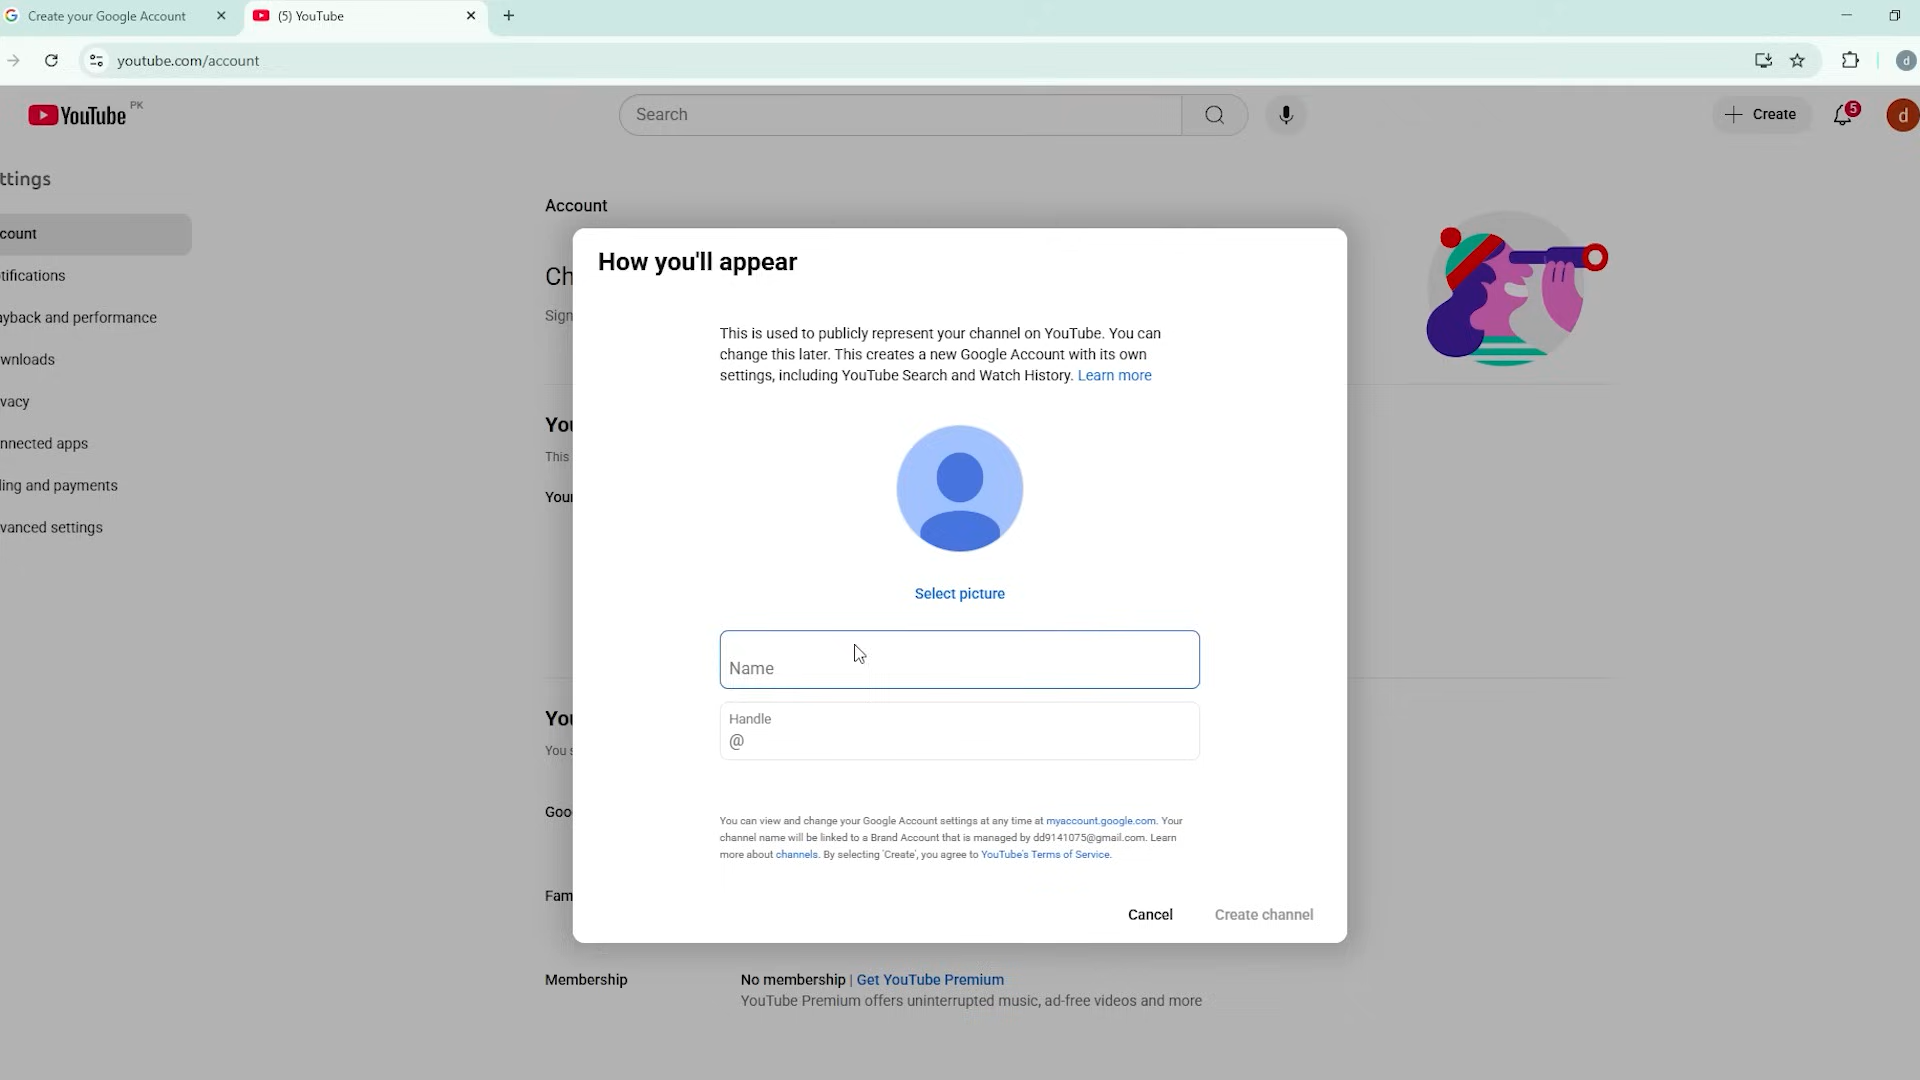 Create your Google Account
(5) YouTube
youtube.com/account
d
YouTube PK
Search
Create
5
d
ttings
count
tifications
ayback and performance
wnloads
vacy
nnected apps
ling and payments
vanced settings
Account
Ch
Sign
You
This
Your
You
You s
Goo
Fam
How you'll appear
This is used to publicly represent your channel on YouTube. You can
change this later. This creates a new Google Account with its own
settings, including YouTube Search and Watch History. Learn more
Select picture
Name
Handle
@
You can view and change your Google Account settings at any time at myaccount.google.com. Your
channel name will be linked to a Brand Account that is managed by dd9141075@gmail.com. Learn
more about channels. By selecting 'Create', you agree to YouTube's Terms of Service.
Cancel
Create channel
Membership
No membership | Get YouTube Premium
YouTube Premium offers uninterrupted music, ad-free videos and more